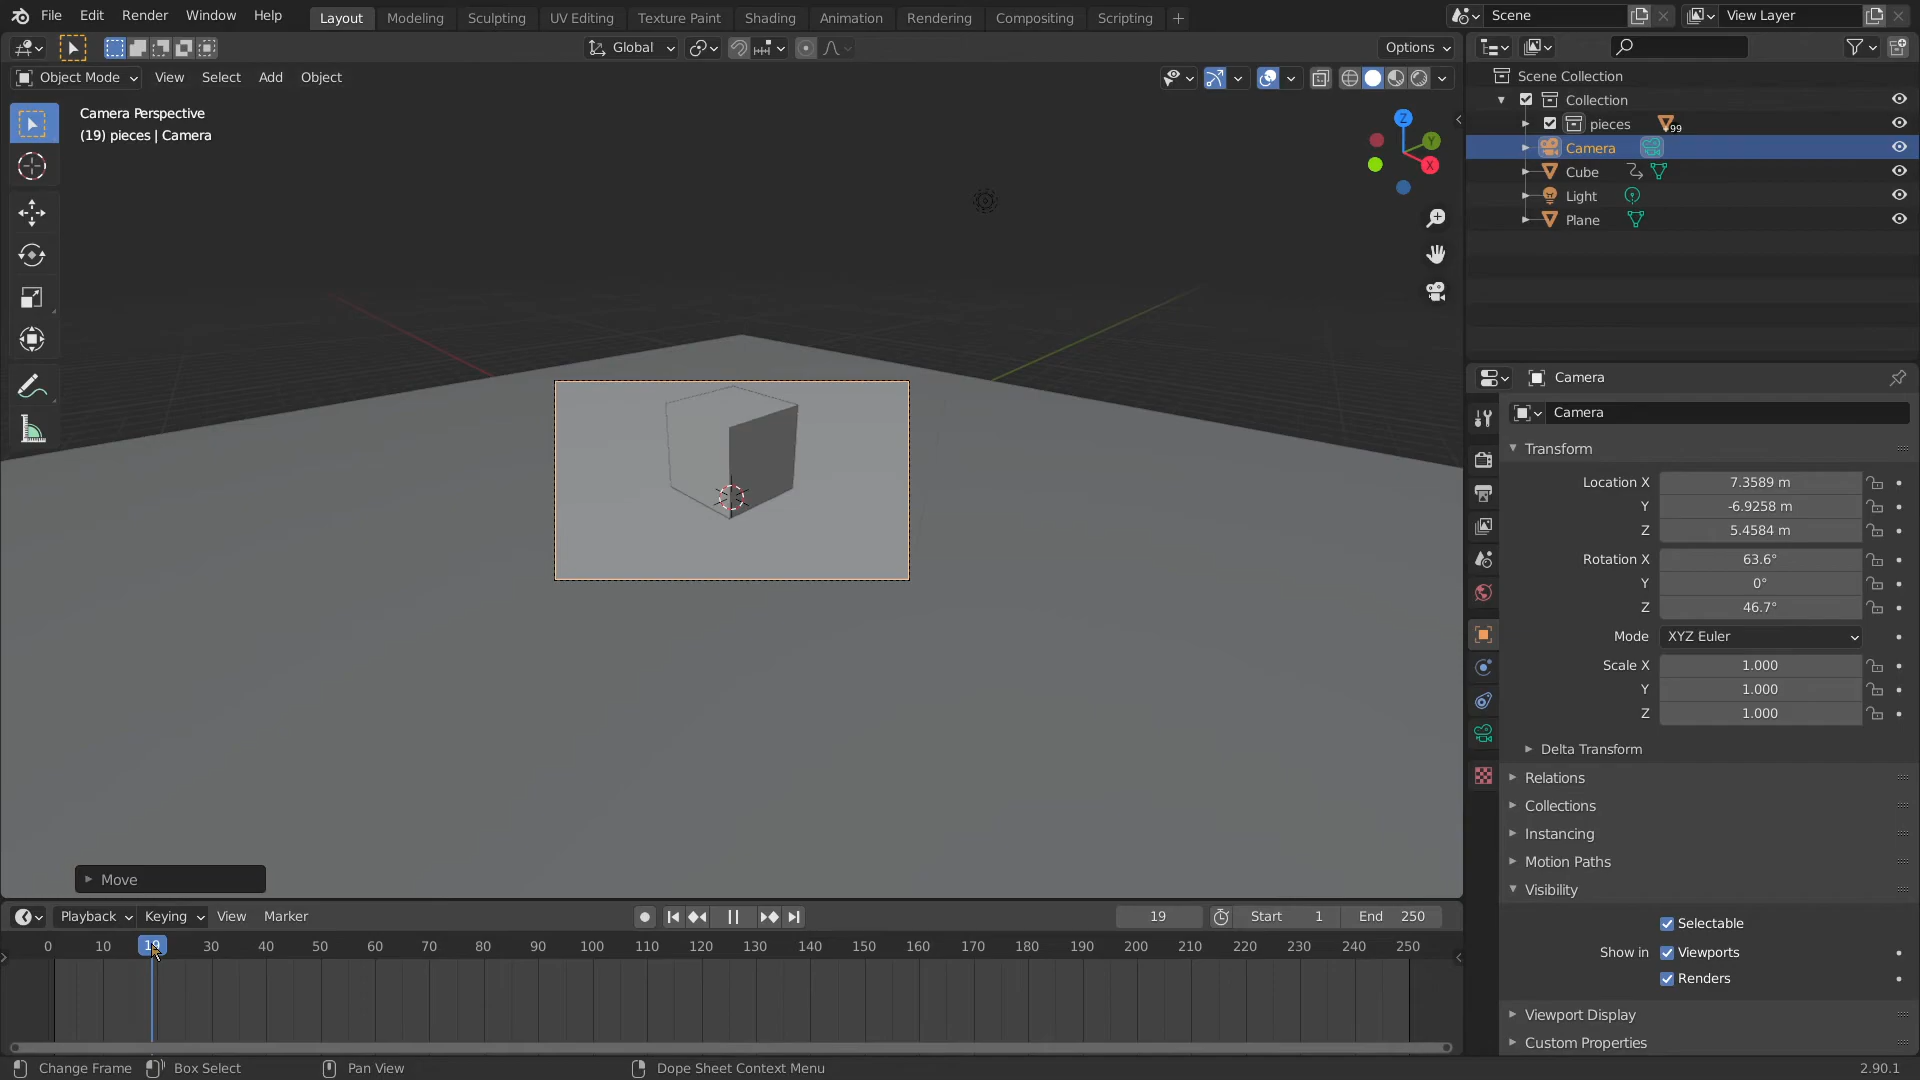 File Edit Render Window Help Layout Modeling Sculpting UV Editing Texture Paint Shading Animation Rendering Compositing Scripting + Scene View Layer
Global Options
Object Mode View Select Add Object
Camera Perspective
(19) pieces | Camera
Z
Y
X
Scene Collection
Collection
pieces 99
Camera
Cube
Light
Plane
Camera
Camera
Transform
Location X 7.3589 m
Y -6.9258 m
Z 5.4584 m
Rotation X 63.6°
Y 0°
Z 46.7°
Mode XYZ Euler
Scale X 1.000
Y 1.000
Z 1.000
Delta Transform
Relations
Collections
Instancing
Motion Paths
Visibility
Selectable
Show in Viewports
Renders
Viewport Display
Custom Properties
Move
Playback Keying View Marker 19 Start 1 End 250
0 10 19 30 40 50 60 70 80 90 100 110 120 130 140 150 160 170 180 190 200 210 220 230 240 250
Change Frame Box Select Pan View Dope Sheet Context Menu 2.90.1